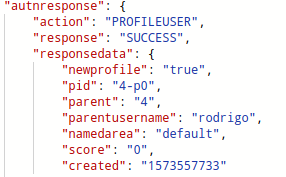 "autnresponse": {
"action": "PROFILEUSER",
"response": "SUCCESS",
"responsedata": {
"newprofile": "true",
"pid": "4-p0",
"parent": "4",
"parentusername": "rodrigo",
"namedarea": "default",
"score": "0",
"created": "1573557733"